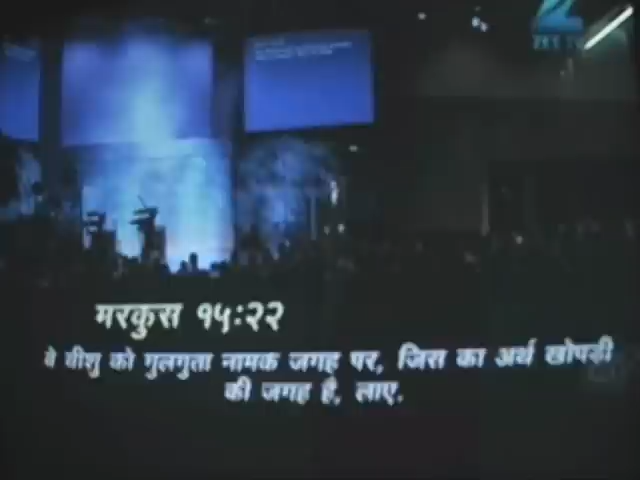 मरकुस १५:२२
वे यीशु को गुलगुता नामक जगह पर, जिस का अर्थ खोपड़ी
की जगह है, लाए.